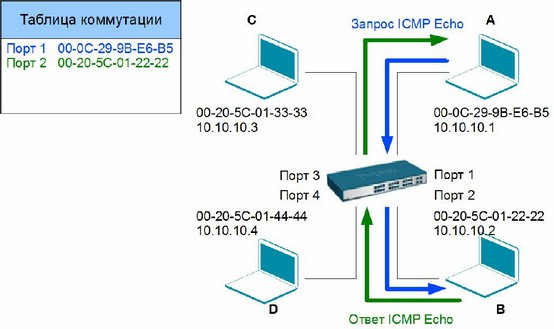 Таблица коммутации
Порт 1 00-0C-29-9B-E6-B5
Порт 2 00-20-5C-01-22-22
C
Запрос ICMP Echo
A
00-20-5C-01-33-33
10.10.10.3
00-0C-29-9B-E6-B5
10.10.10.1
Порт 3
Порт 4
Порт 1
Порт 2
00-20-5C-01-44-44
10.10.10.4
00-20-5C-01-22-22
10.10.10.2
D
B
Ответ ICMP Echo